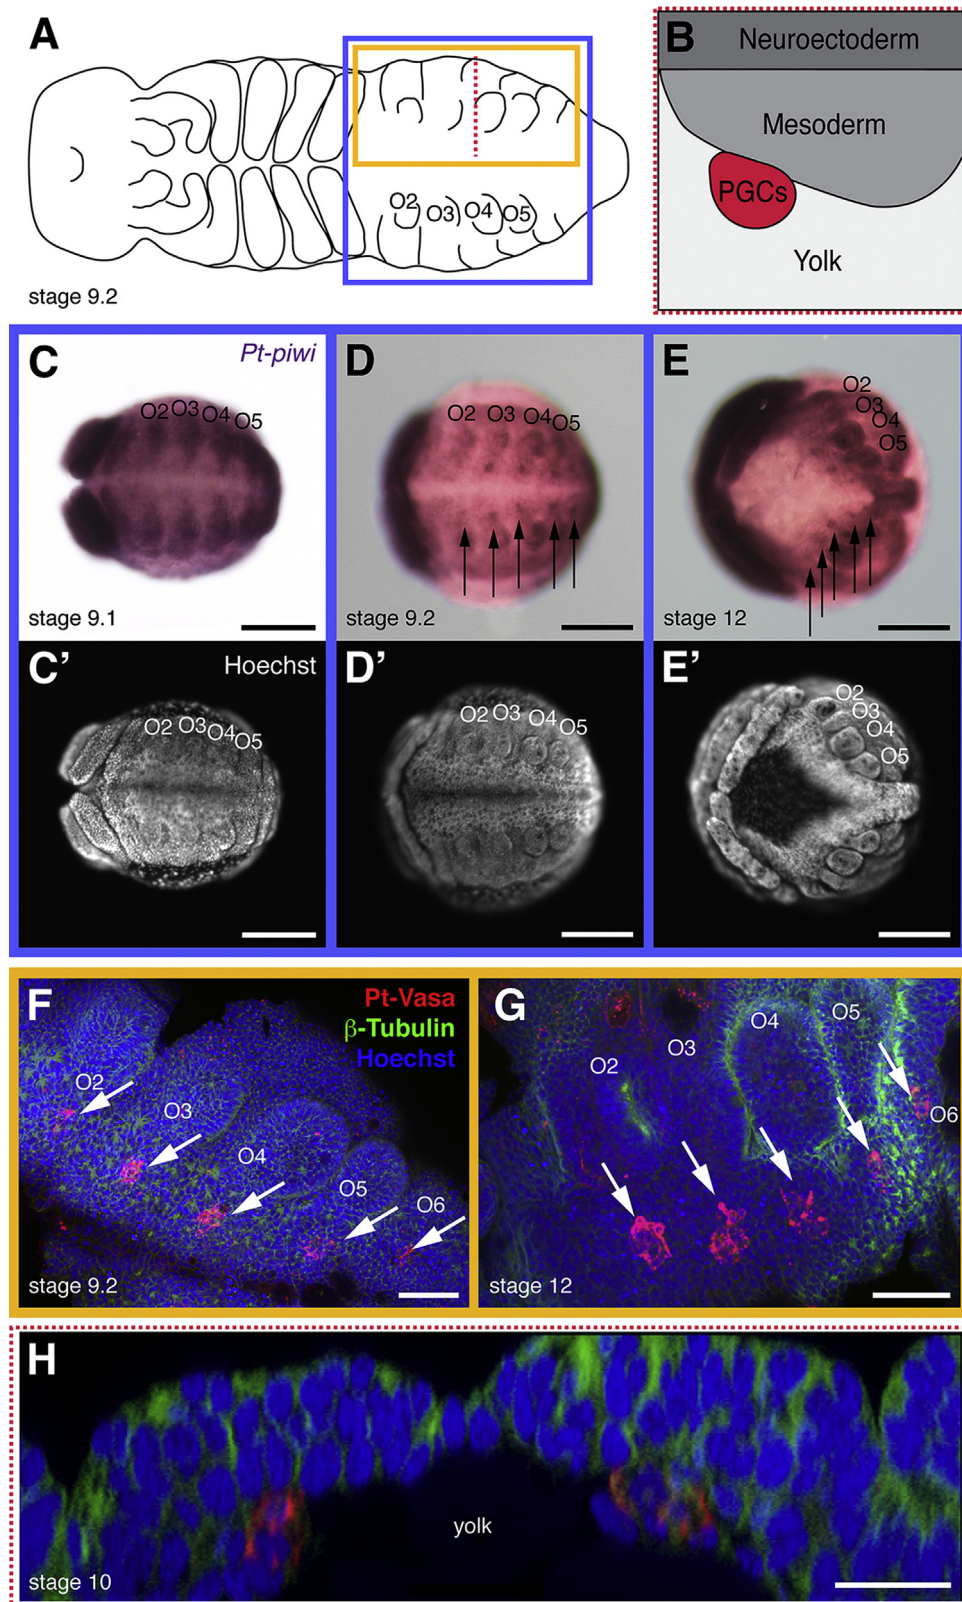 A
O2 O3 O4 O5
stage 9.2
B
Neuroectoderm
Mesoderm
PGCs
Yolk
C
Pt-piwi
O2 O3 O4 O5
stage 9.1
D
O2 O3 O4 O5
stage 9.2
E
O2
O3
O4
O5
stage 12
C’
Hoechst
O2 O3 O4 O5
D’
O2 O3 O4 O5
E’
O2
O3
O4
O5
F
Pt-Vasa
β-Tubulin
Hoechst
O2
O3
O4
O5
O6
stage 9.2
G
O2
O3
O4
O5
O6
stage 12
H
yolk
stage 10